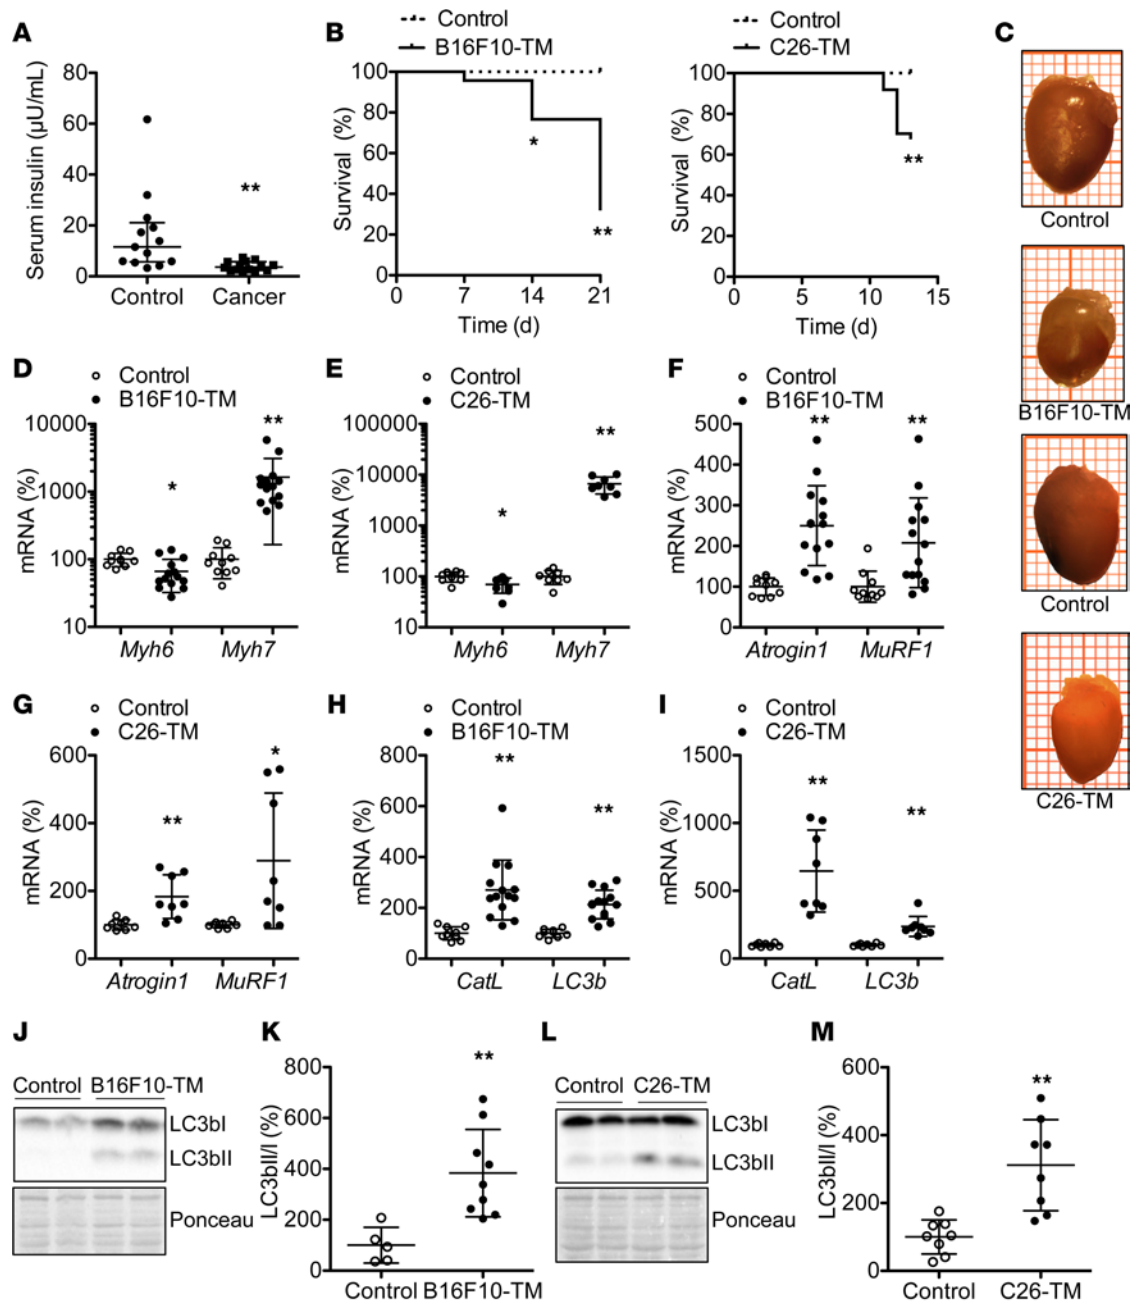 A
Serum insulin (µU/mL)
80
60
40
20
0
**
Control
Cancer
B
Control
B16F10-TM
Survival (%)
100
80
60
40
20
0
*
**
0
7
14
21
Time (d)
Control
C26-TM
Survival (%)
100
80
60
40
20
0
**
0
5
10
15
Time (d)
C
Control
B16F10-TM
Control
C26-TM
D
Control
B16F10-TM
mRNA (%)
10000
1000
100
10
*
**
Myh6
Myh7
E
Control
C26-TM
mRNA (%)
100000
10000
1000
100
10
*
**
Myh6
Myh7
F
Control
B16F10-TM
mRNA (%)
500
400
300
200
100
0
**
**
Atrogin1
MuRF1
G
Control
C26-TM
mRNA (%)
600
400
200
0
**
*
Atrogin1
MuRF1
H
Control
B16F10-TM
mRNA (%)
800
600
400
200
0
**
**
CatL
LC3b
I
Control
C26-TM
mRNA (%)
1500
1000
500
0
**
**
CatL
LC3b
J
Control B16F10-TM
LC3bI
LC3bII
Ponceau
K
LC3bII/I (%)
800
600
400
200
0
**
Control B16F10-TM
L
Control C26-TM
LC3bI
LC3bII
Ponceau
M
LC3bII/I (%)
600
400
200
0
**
Control
C26-TM